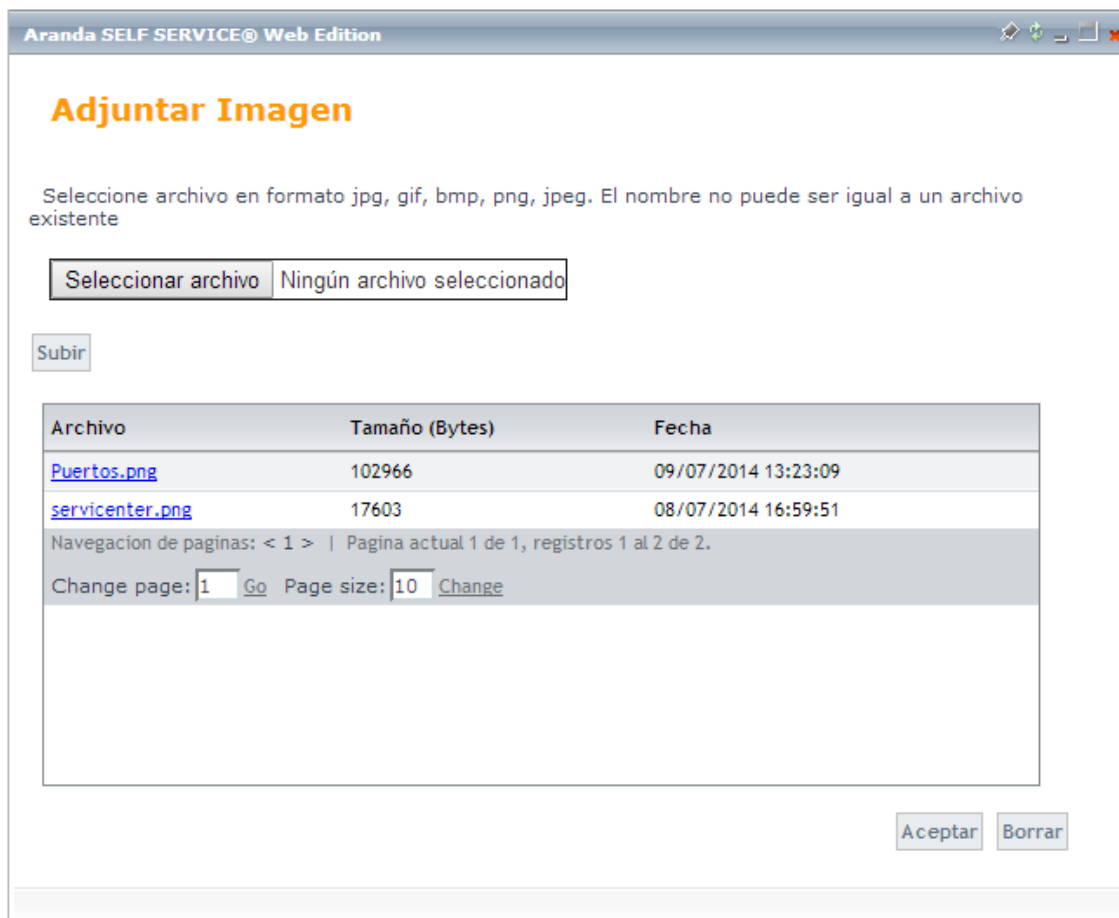 Aranda SELF SERVICE® Web Edition
Adjuntar Imagen
Seleccione archivo en formato jpg, gif, bmp, png, jpeg. El nombre no puede ser igual a un archivo
existente
Seleccionar archivo Ningún archivo seleccionado
Subir
Archivo Tamaño (Bytes) Fecha
Puertos.png 102966 09/07/2014 13:23:09
servicenter.png 17603 08/07/2014 16:59:51
Navegacion de paginas: < 1 > | Pagina actual 1 de 1, registros 1 al 2 de 2.
Change page: 1 Go Page size: 10 Change
Aceptar Borrar